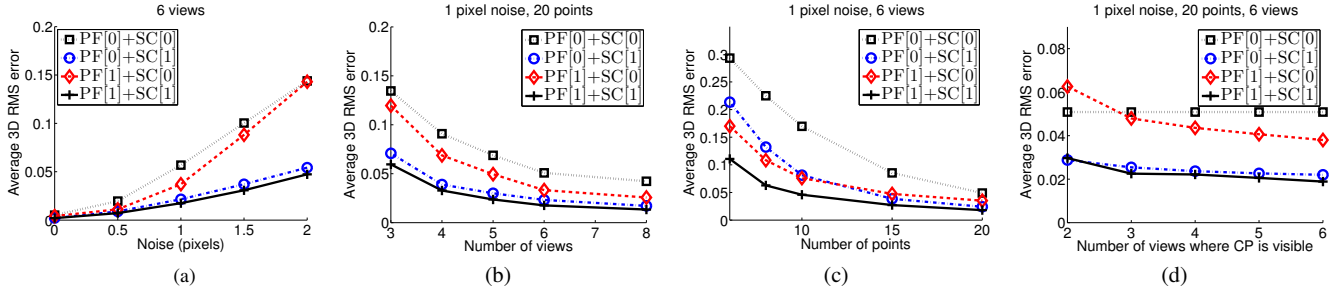 6 views
Average 3D RMS error
0.2
0.15
0.1
0.05
0
PF[0]+SC[0]
PF[0]+SC[1]
PF[1]+SC[0]
PF[1]+SC[1]
0 0.5 1 1.5 2
Noise (pixels)
(a)
1 pixel noise, 20 points
Average 3D RMS error
0.2
0.15
0.1
0.05
0
PF[0]+SC[0]
PF[0]+SC[1]
PF[1]+SC[0]
PF[1]+SC[1]
3 4 5 6 7 8
Number of views
(b)
1 pixel noise, 6 views
Average 3D RMS error
0.3
0.25
0.2
0.15
0.1
0.05
0
PF[0]+SC[0]
PF[0]+SC[1]
PF[1]+SC[0]
PF[1]+SC[1]
10 15 20
Number of points
(c)
1 pixel noise, 20 points, 6 views
Average 3D RMS error
0.08
0.06
0.04
0.02
0
PF[0]+SC[0]
PF[0]+SC[1]
PF[1]+SC[0]
PF[1]+SC[1]
2 3 4 5 6
Number of views where CP is visible
(d)